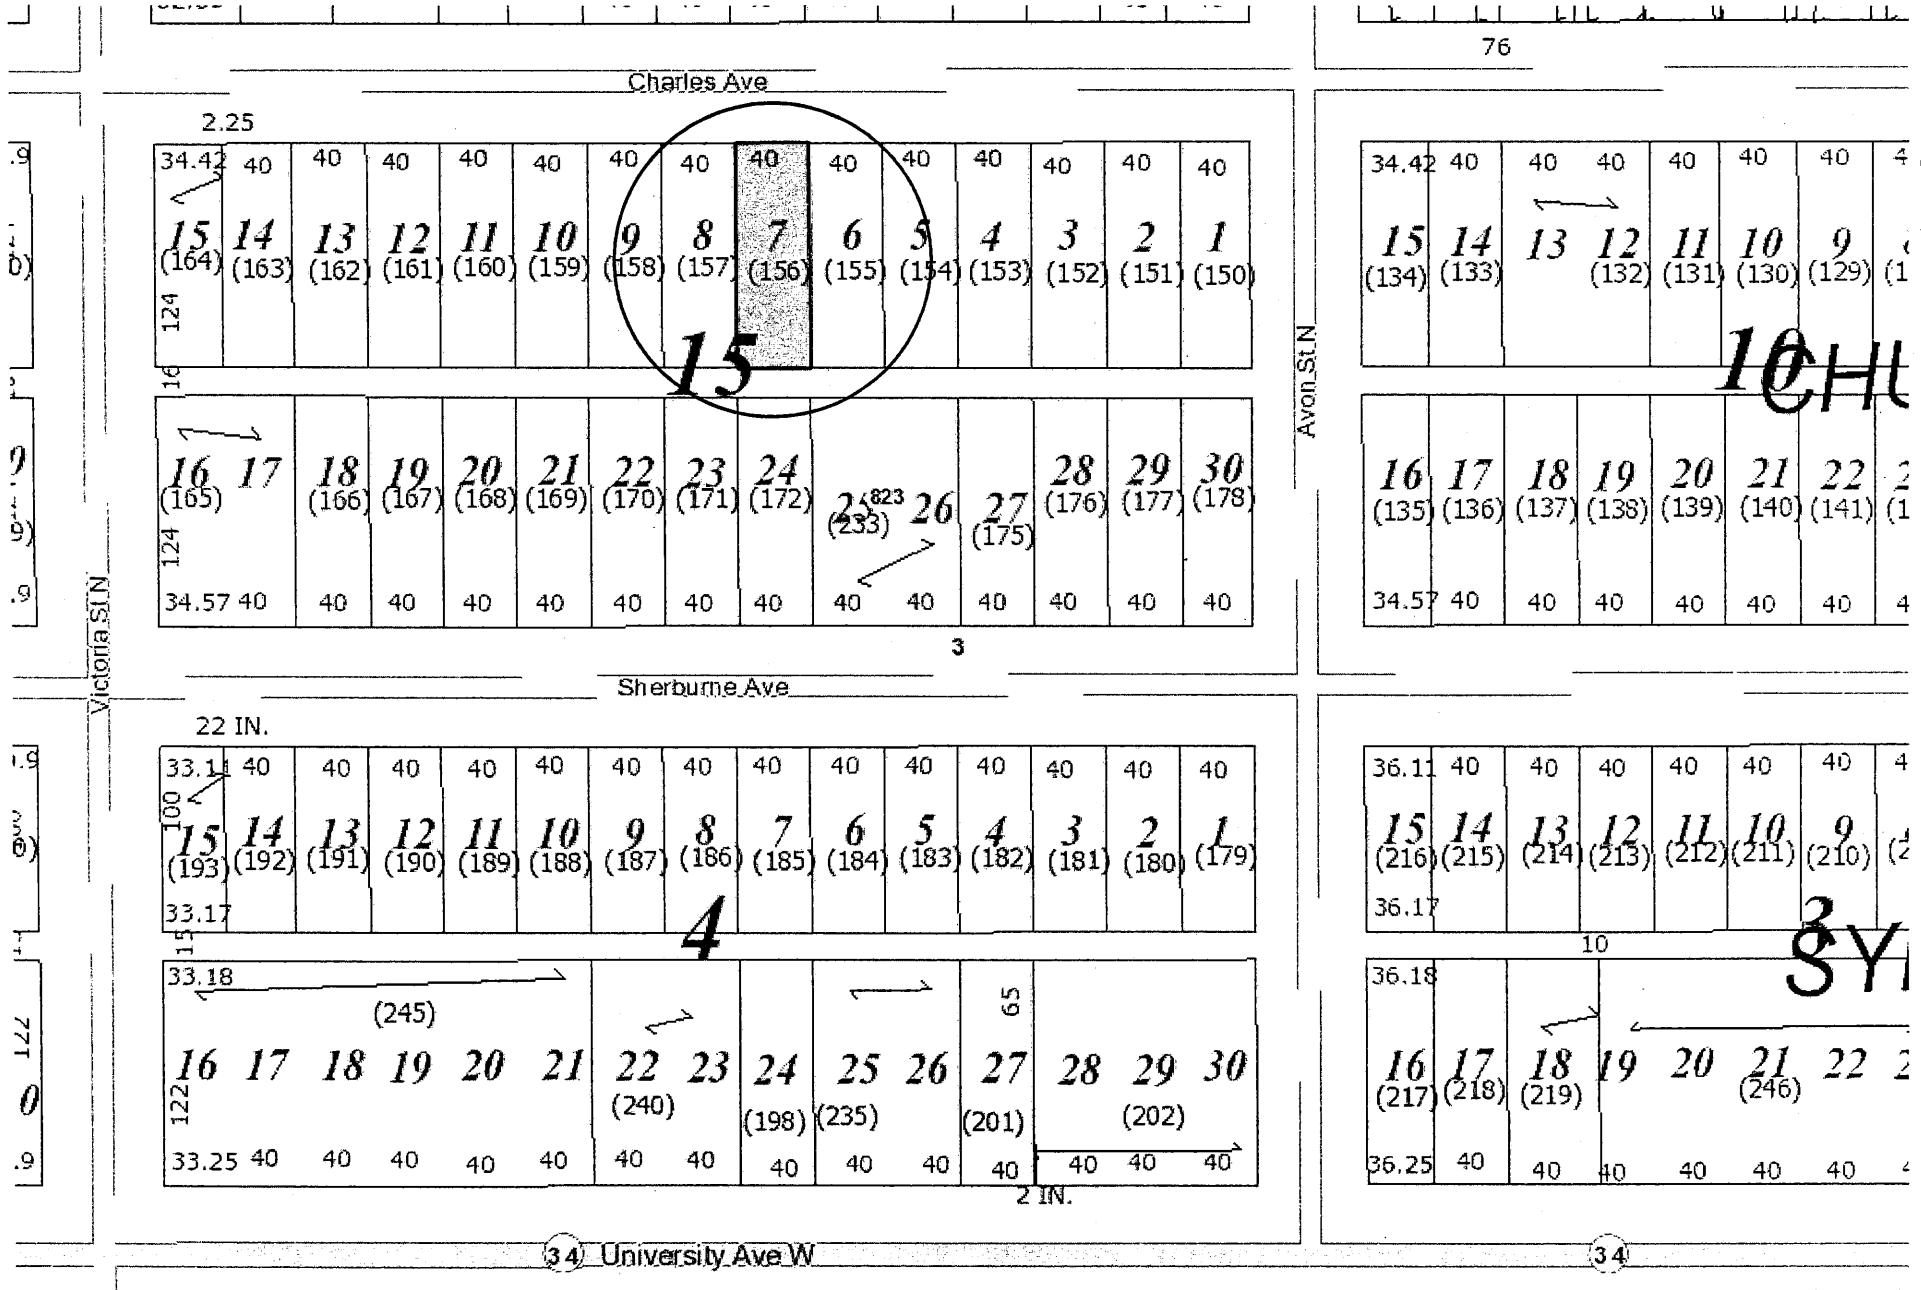 76
Charles Ave
2.25
34.42 40 40 40 40 40 40 40 40 40 40 40 40 40 40
34.42 40 40 40 40 40 40
15 14 13 12 11 10 9 8 7 6 5 4 3 2 1
15 14 13 12 11 10 9
(164) (163) (162) (161) (160) (159) (158) (157) (156) (155) (154) (153) (152) (151) (150)
(134) (133) (132) (131) (130) (129)
124
15
10
CHU
16
Avon St N
16 17 18 19 20 21 22 23 24 26 27 28 29 30
16 17 18 19 20 21 22
823
(165) (166) (167) (168) (169) (170) (171) (172) (233) (175) (176) (177) (178)
(135) (136) (137) (138) (139) (140) (141)
124
34.57 40 40 40 40 40 40 40 40 40 40 40 40 40 40
34.57 40 40 40 40 40 40
3
Victoria St N
Sherburne Ave
22 IN.
33.11 40 40 40 40 40 40 40 40 40 40 40 40 40 40
36.11 40 40 40 40 40 40
100
15 14 13 12 11 10 9 8 7 6 5 4 3 2 1
15 14 13 12 11 10 9
(193) (192) (191) (190) (189) (188) (187) (186) (185) (184) (183) (182) (181) (180) (179)
(216) (215) (214) (213) (212) (211) (210)
33.17
36.17
4
3
15
10
SY
33.18
36.18
65
(245)
16 17 18 19 20 21 22 23 24 25 26 27 28 29 30
16 17 18 19 20 21 22
122
(240) (198) (235) (201) (202)
(217) (218) (219) (246)
33.25 40 40 40 40 40 40 40 40 40 40 40 40 40 40
36.25 40 40 40 40 40 40
2 IN.
34 University Ave W
34